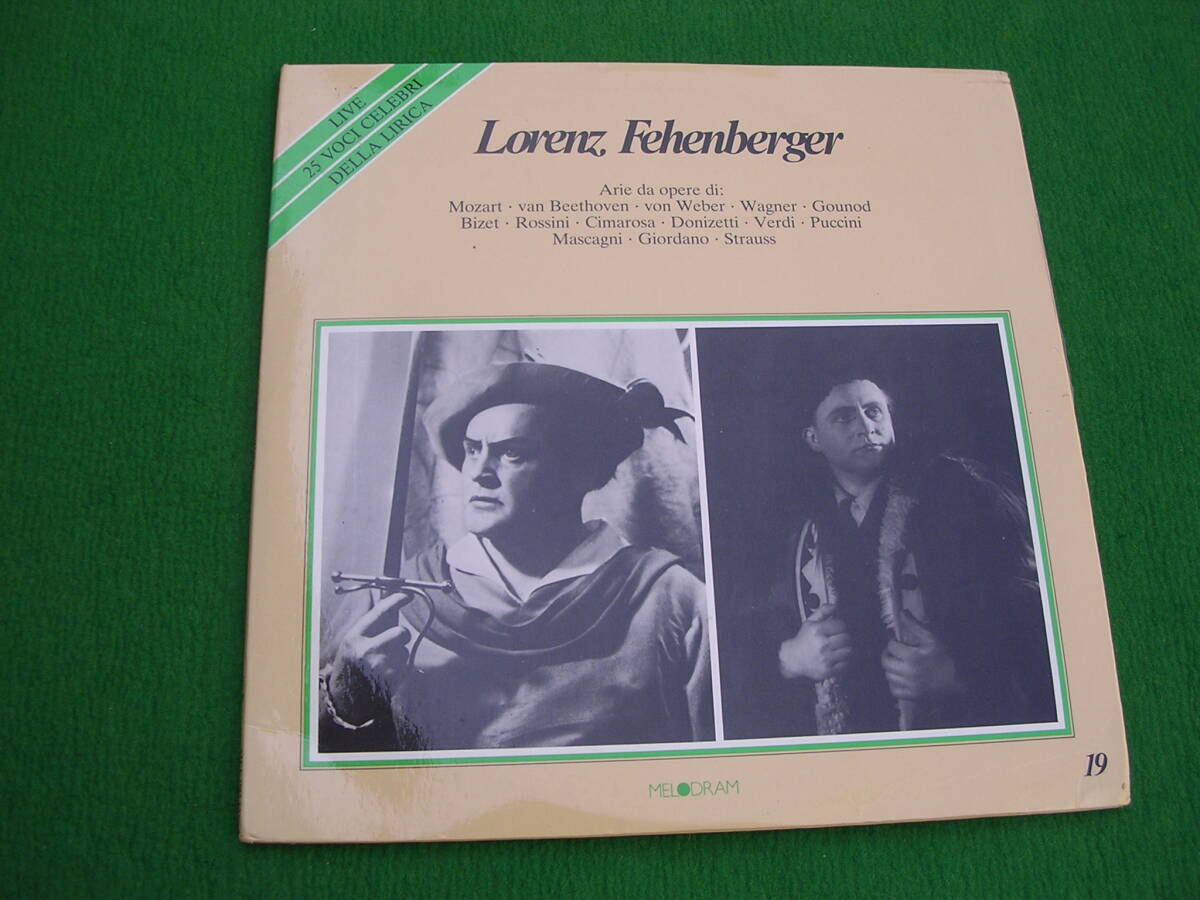 LIVE
25 VOCI CELEBRI
DELLA LIRICA
Lorenz Fehenberger
Arie da opere di:
Mozart · van Beethoven · von Weber · Wagner · Gounod
Bizet · Rossini · Cimarosa · Donizetti · Verdi · Puccini
Mascagni · Giordano · Strauss
MELODRAM
19